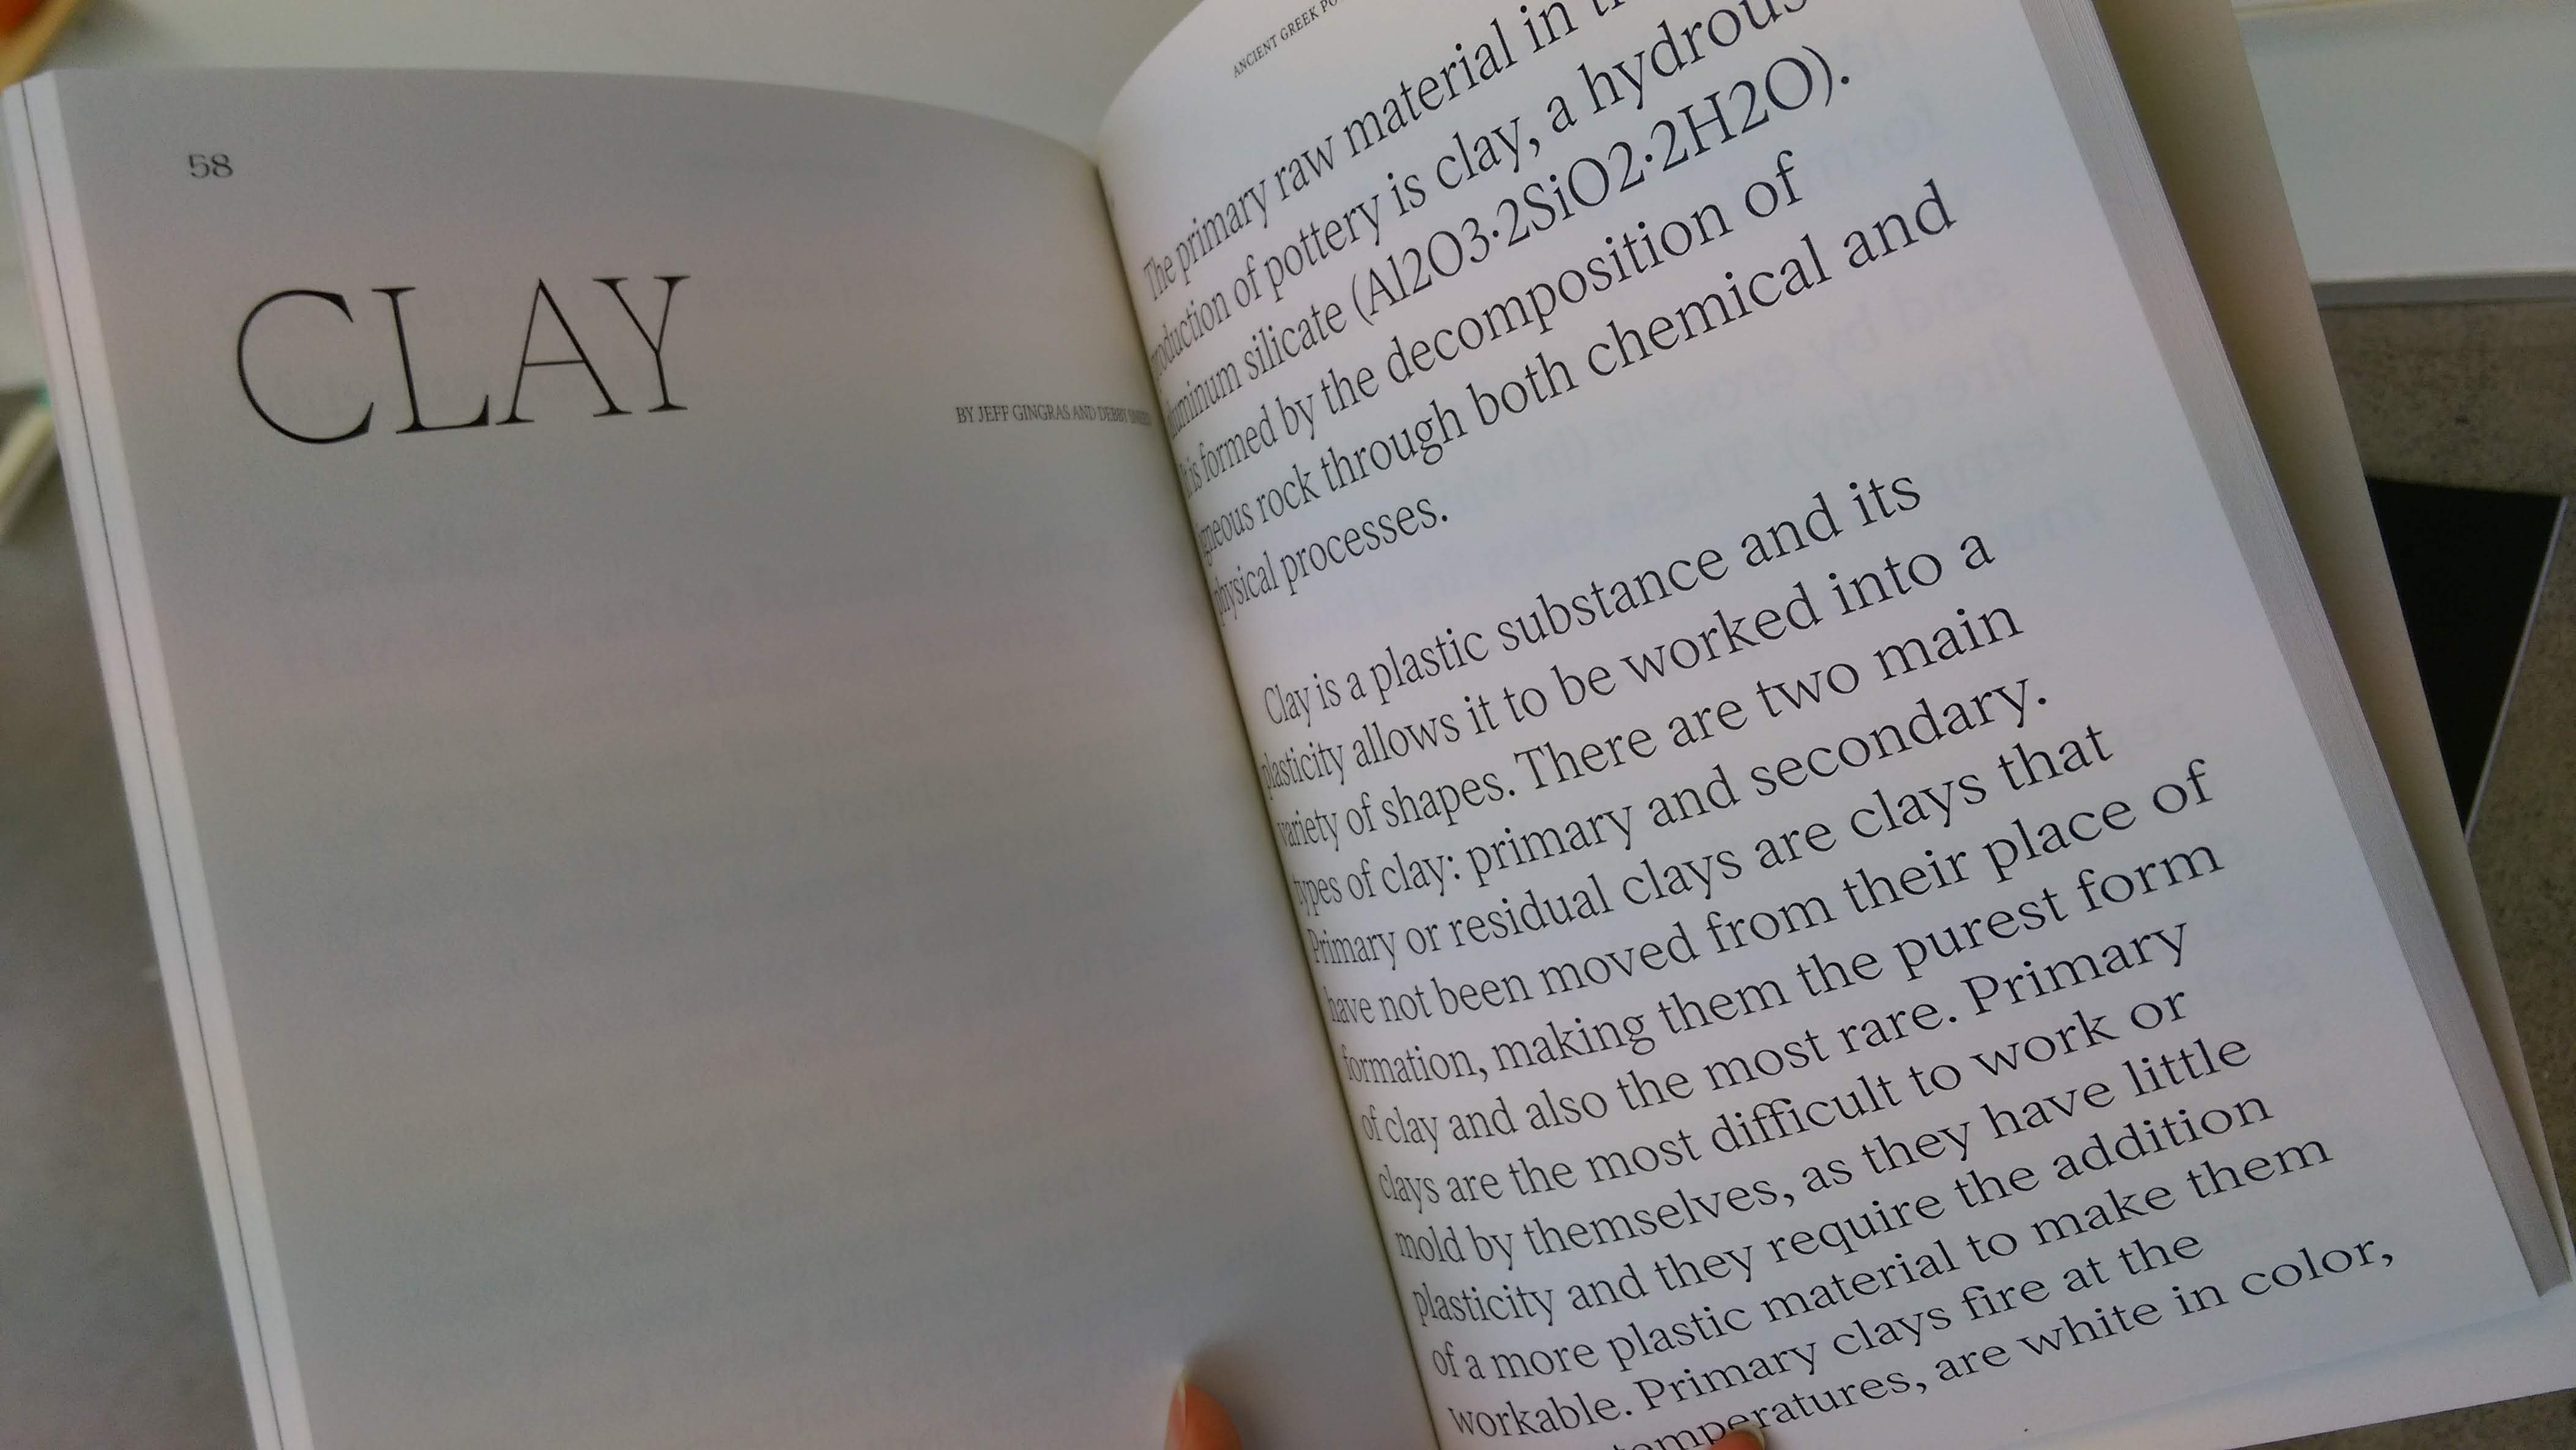 58
CLAY
BY JEFF GINGRAS AND DEBBY
ANCIENT GREEK
The primary raw material in
production of pottery is clay, a hydrous
aluminum silicate (Al2O3·2SiO2·2H2O).
It is formed by the decomposition of
igneous rock through both chemical and
physical processes.
Clay is a plastic substance and its
plasticity allows it to be worked into a
variety of shapes. There are two main
types of clay: primary and secondary.
Primary or residual clays are clays that
have not been moved from their place of
formation, making them the purest form
of clay and also the most rare. Primary
clays are the most difficult to work or
mold by themselves, as they have little
plasticity and they require the addition
of a more plastic material to make them
workable. Primary clays fire at the
temperatures, are white in color,